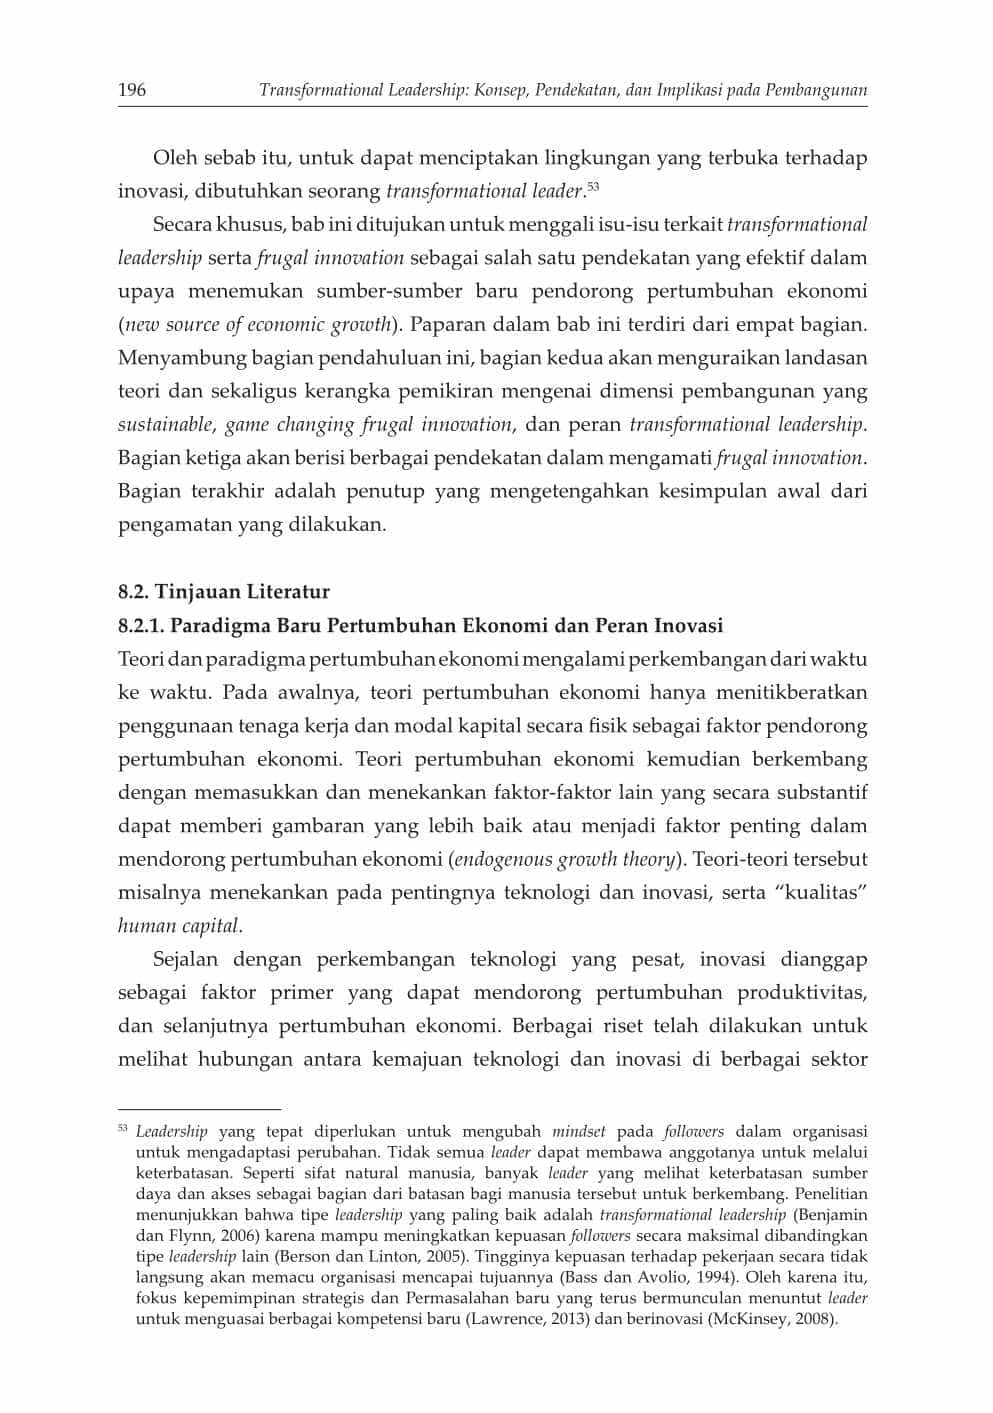 196 Transformational Leadership: Konsep, Pendekatan, dan Implikasi pada Pembangunan
Oleh sebab itu, untuk dapat menciptakan lingkungan yang terbuka terhadap
inovasi, dibutuhkan seorang transformational leader.53
Secara khusus, bab ini ditujukan untuk menggali isu-isu terkait transformational
leadership serta frugal innovation sebagai salah satu pendekatan yang efektif dalam
upaya menemukan sumber-sumber baru pendorong pertumbuhan ekonomi
(new source of economic growth). Paparan dalam bab ini terdiri dari empat bagian.
Menyambung bagian pendahuluan ini, bagian kedua akan menguraikan landasan
teori dan sekaligus kerangka pemikiran mengenai dimensi pembangunan yang
sustainable, game changing frugal innovation, dan peran transformational leadership.
Bagian ketiga akan berisi berbagai pendekatan dalam mengamati frugal innovation.
Bagian terakhir adalah penutup yang mengetengahkan kesimpulan awal dari
pengamatan yang dilakukan.
8.2. Tinjauan Literatur
8.2.1. Paradigma Baru Pertumbuhan Ekonomi dan Peran Inovasi
Teori dan paradigma pertumbuhan ekonomi mengalami perkembangan dari waktu
ke waktu. Pada awalnya, teori pertumbuhan ekonomi hanya menitikberatkan
penggunaan tenaga kerja dan modal kapital secara fisik sebagai faktor pendorong
pertumbuhan ekonomi. Teori pertumbuhan ekonomi kemudian berkembang
dengan memasukkan dan menekankan faktor-faktor lain yang secara substantif
dapat memberi gambaran yang lebih baik atau menjadi faktor penting dalam
mendorong pertumbuhan ekonomi (endogenous growth theory). Teori-teori tersebut
misalnya menekankan pada pentingnya teknologi dan inovasi, serta “kualitas”
human capital.
Sejalan dengan perkembangan teknologi yang pesat, inovasi dianggap
sebagai faktor primer yang dapat mendorong pertumbuhan produktivitas,
dan selanjutnya pertumbuhan ekonomi. Berbagai riset telah dilakukan untuk
melihat hubungan antara kemajuan teknologi dan inovasi di berbagai sektor
53 Leadership yang tepat diperlukan untuk mengubah mindset pada followers dalam organisasi
untuk mengadaptasi perubahan. Tidak semua leader dapat membawa anggotanya untuk melalui
keterbatasan. Seperti sifat natural manusia, banyak leader yang melihat keterbatasan sumber
daya dan akses sebagai bagian dari batasan bagi manusia tersebut untuk berkembang. Penelitian
menunjukkan bahwa tipe leadership yang paling baik adalah transformational leadership (Benjamin
dan Flynn, 2006) karena mampu meningkatkan kepuasan followers secara maksimal dibandingkan
tipe leadership lain (Berson dan Linton, 2005). Tingginya kepuasan terhadap pekerjaan secara tidak
langsung akan memacu organisasi mencapai tujuannya (Bass dan Avolio, 1994). Oleh karena itu,
fokus kepemimpinan strategis dan Permasalahan baru yang terus bermunculan menuntut leader
untuk menguasai berbagai kompetensi baru (Lawrence, 2013) dan berinovasi (McKinsey, 2008).